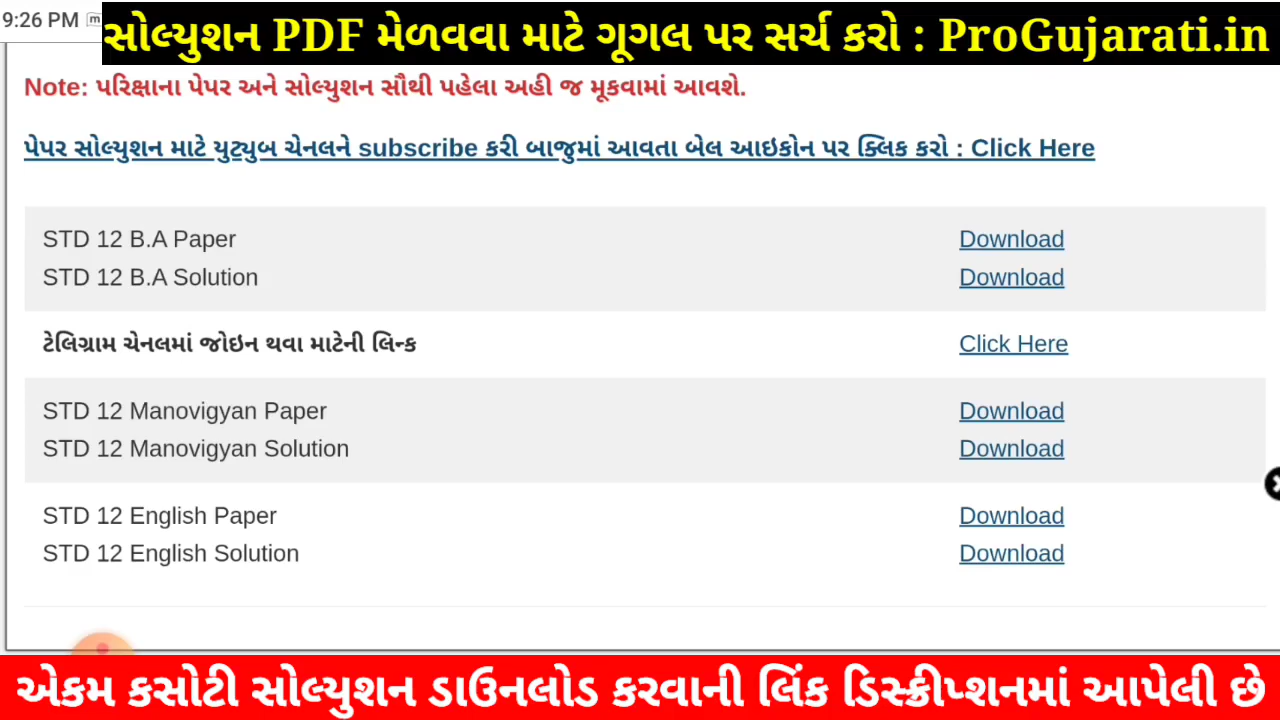 9:26 PM
સોલ્યુશન PDF મેળવવા માટે ગૂગલ પર સર્ચ કરો : ProGujarati.in
Note: પરિક્ષાના પેપર અને સોલ્યુશન સૌથી પહેલા અહી જ મૂકવામાં આવશે.
પેપર સોલ્યુશન માટે યુટ્યુબ ચેનલને subscribe કરી બાજુમાં આવતા બેલ આઇકોન પર ક્લિક કરો : Click Here
STD 12 B.A Paper Download
STD 12 B.A Solution Download
ટેલિગ્રામ ચેનલમાં જોઇન થવા માટેની લિન્ક Click Here
STD 12 Manovigyan Paper Download
STD 12 Manovigyan Solution Download
STD 12 English Paper Download
STD 12 English Solution Download
એકમ કસોટી સોલ્યુશન ડાઉનલોડ કરવાની લિંક ડિસ્ક્રીપ્શનમાં આપેલી છે